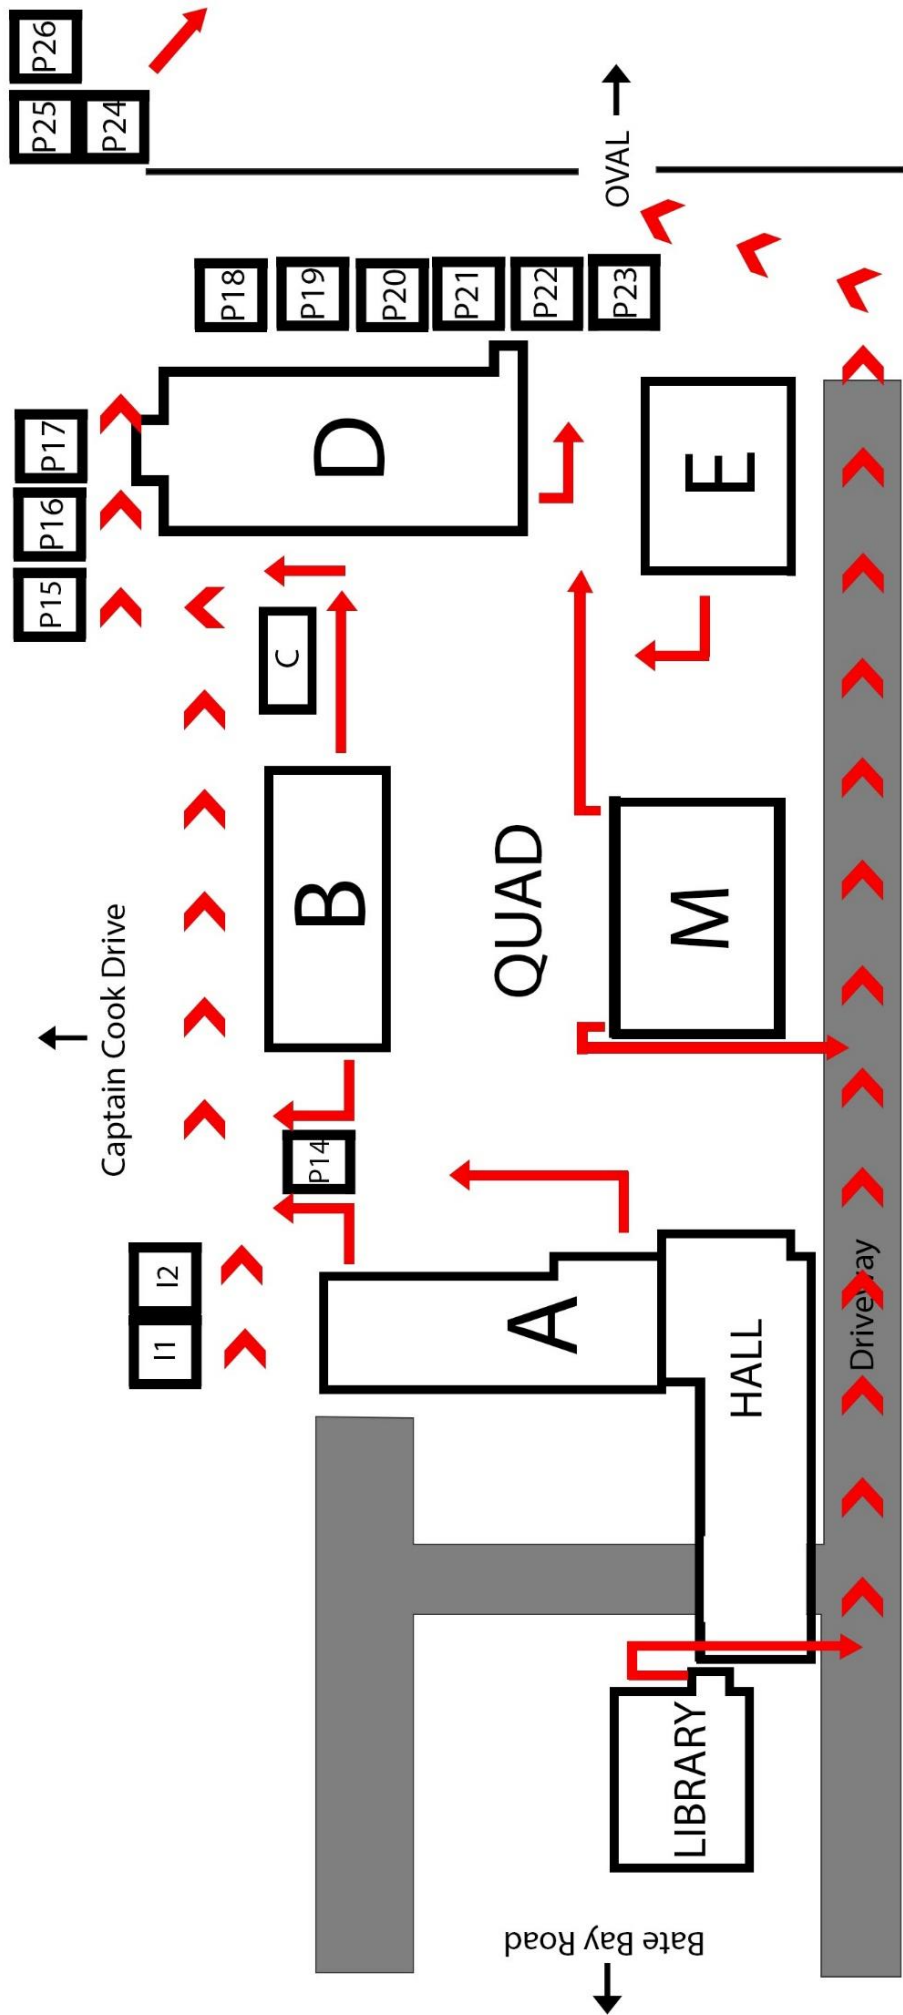 Captain Cook Drive
P26
P25
P24
P15
P16
P17
P18
P19
P20
P21
P22
P23
OVAL
I1
I2
P14
B
C
D
A
QUAD
M
E
HALL
LIBRARY
Bate Bay Road
Driveway